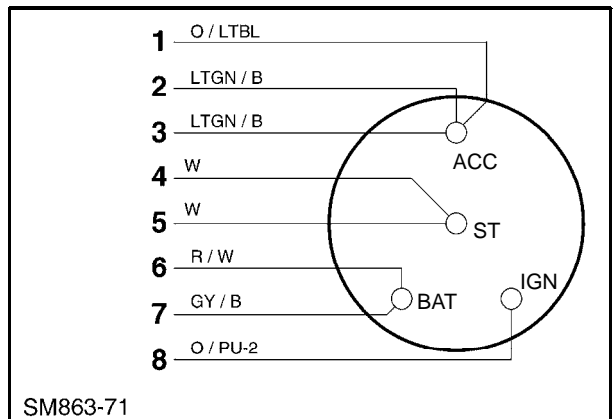 1 O / LTBL
2 LTGN / B
3 LTGN / B
ACC
4 W
5 W
ST
6 R / W
IGN
7 GY / B
BAT
8 O / PU-2
SM863-71